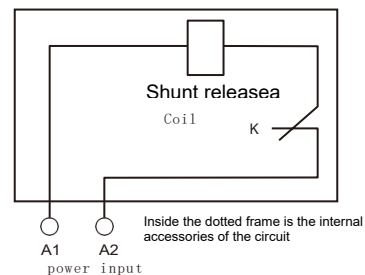 Shunt releasea
Coil
K
Inside the dotted frame is the internal
accessories of the circuit
A1
A2
power input